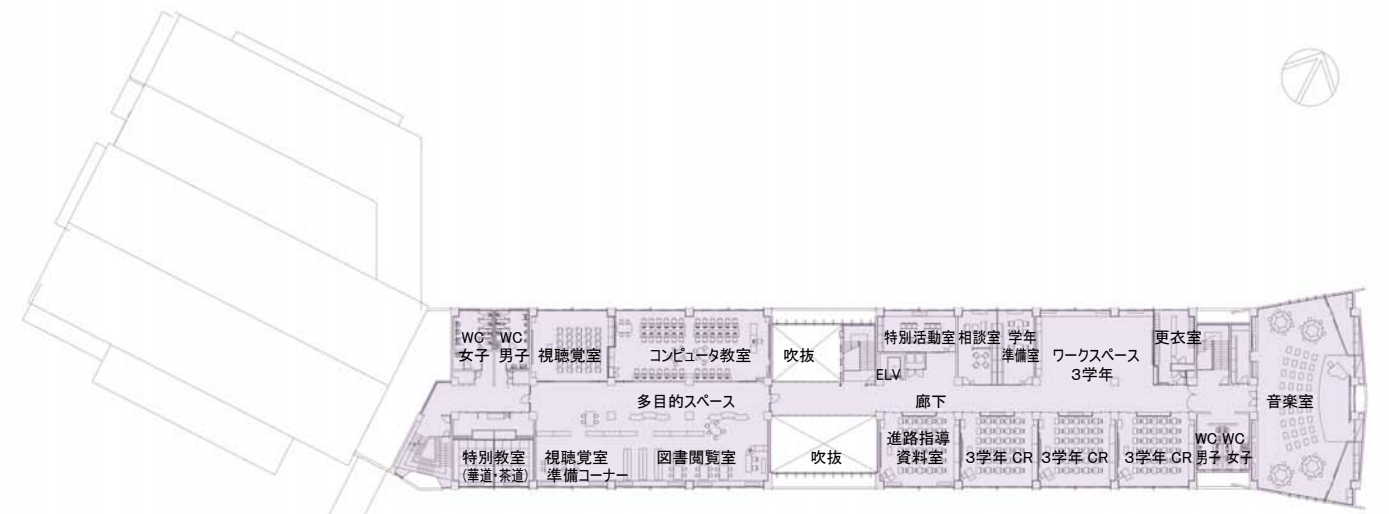 WC
女子
WC
男子
視聴覚室
コンピュータ教室
吹抜
特別活動室
相談室
学年
準備室
ワークスペース
3学年
更衣室
ELV
多目的スペース
廊下
音楽室
特別教室
(華道・茶道)
視聴覚室
準備コーナー
図書閲覧室
吹抜
進路指導
資料室
3学年 CR
3学年 CR
3学年 CR
WC
男子
WC
女子